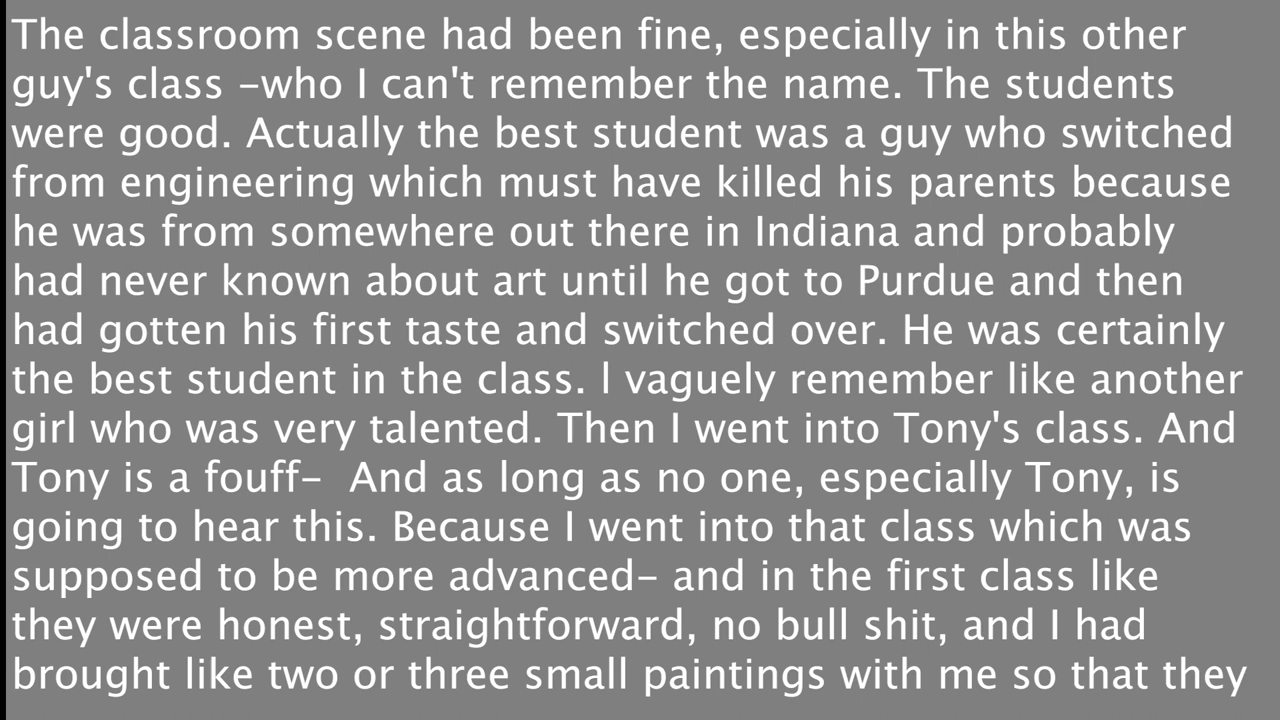 The classroom scene had been fine, especially in this other
guy's class –who I can't remember the name. The students
were good. Actually the best student was a guy who switched
from engineering which must have killed his parents because
he was from somewhere out there in Indiana and probably
had never known about art until he got to Purdue and then
had gotten his first taste and switched over. He was certainly
the best student in the class. l vaguely remember like another
girl who was very talented. Then I went into Tony's class. And
Tony is a fouff–  And as long as no one, especially Tony, is
going to hear this. Because I went into that class which was
supposed to be more advanced– and in the first class like
they were honest, straightforward, no bull shit, and I had
brought like two or three small paintings with me so that they